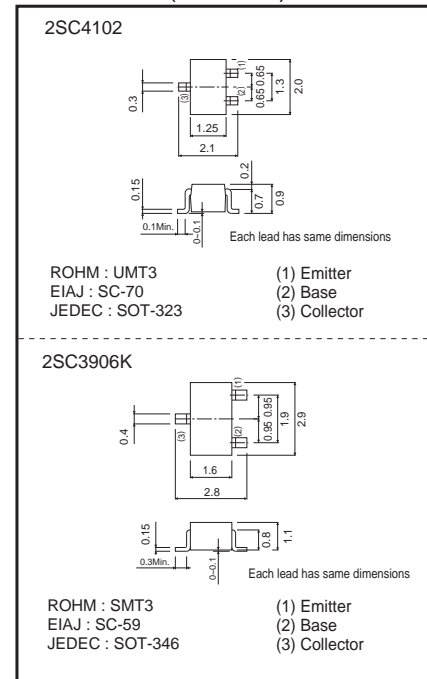 2SC4102
(1)
(2)
(3)
0.3
0.65
0.65
1.3
2.0
1.25
2.1
0.2
0.15
0.7
0.9
0.1Min.
0~0.1
Each lead has same dimensions
ROHM : UMT3
EIAJ : SC-70
JEDEC : SOT-323
(1) Emitter
(2) Base
(3) Collector
2SC3906K
(1)
(2)
(3)
0.4
0.95
0.95
1.9
2.9
1.6
2.8
0.15
0.8
1.1
0.3Min.
0~0.1
Each lead has same dimensions
ROHM : SMT3
EIAJ : SC-59
JEDEC : SOT-346
(1) Emitter
(2) Base
(3) Collector